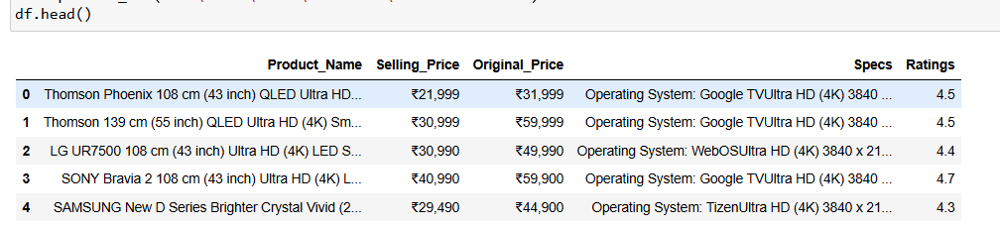 df.head()
Product_Name Selling_Price Original_Price Specs Ratings
0 Thomson Phoenix 108 cm (43 inch) QLED Ultra HD... ₹21,999 ₹31,999 Operating System: Google TVUltra HD (4K) 3840 ... 4.5
1 Thomson 139 cm (55 inch) QLED Ultra HD (4K) Sm... ₹30,999 ₹59,999 Operating System: Google TVUltra HD (4K) 3840 ... 4.5
2 LG UR7500 108 cm (43 inch) Ultra HD (4K) LED S... ₹30,990 ₹49,990 Operating System: WebOSUltra HD (4K) 3840 x 21... 4.4
3 SONY Bravia 2 108 cm (43 inch) Ultra HD (4K) L... ₹40,990 ₹59,900 Operating System: Google TVUltra HD (4K) 3840 ... 4.7
4 SAMSUNG New D Series Brighter Crystal Vivid (2... ₹29,490 ₹44,900 Operating System: TizenUltra HD (4K) 3840 x 21... 4.3